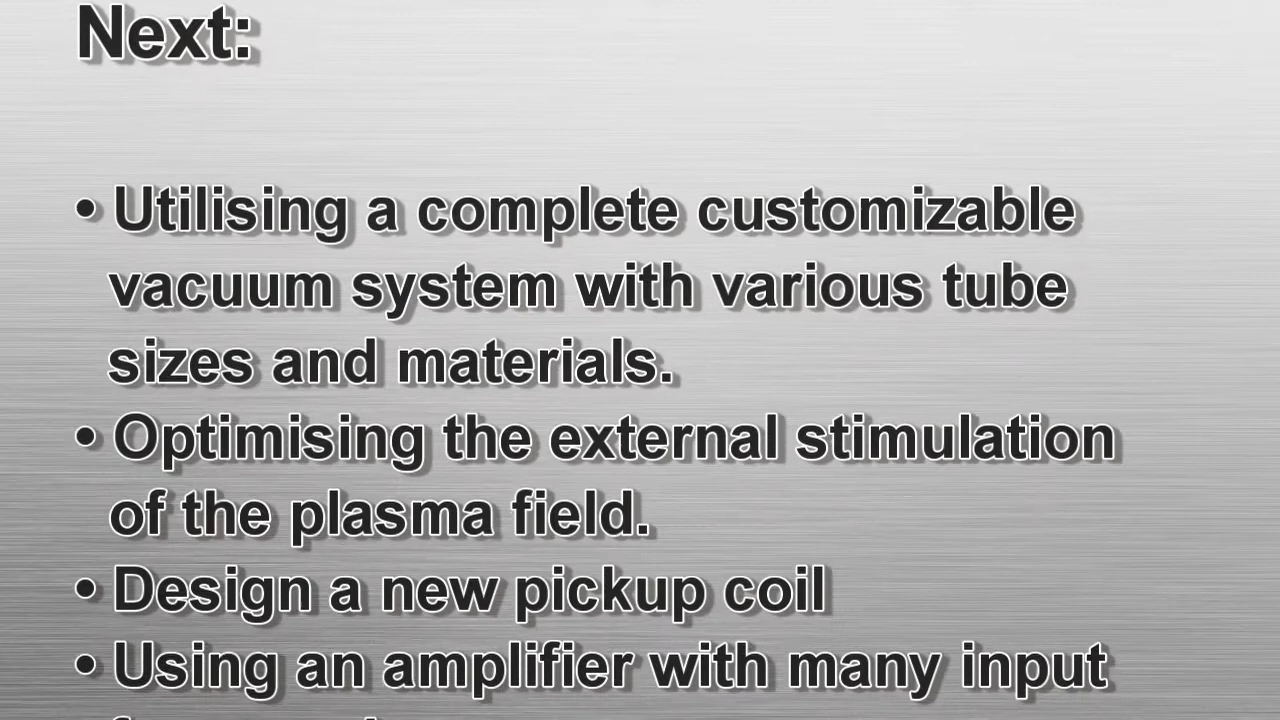 Next:
• Utilising a complete customizable
vacuum system with various tube
sizes and materials.
• Optimising the external stimulation
of the plasma field.
• Design a new pickup coil
• Using an amplifier with many input